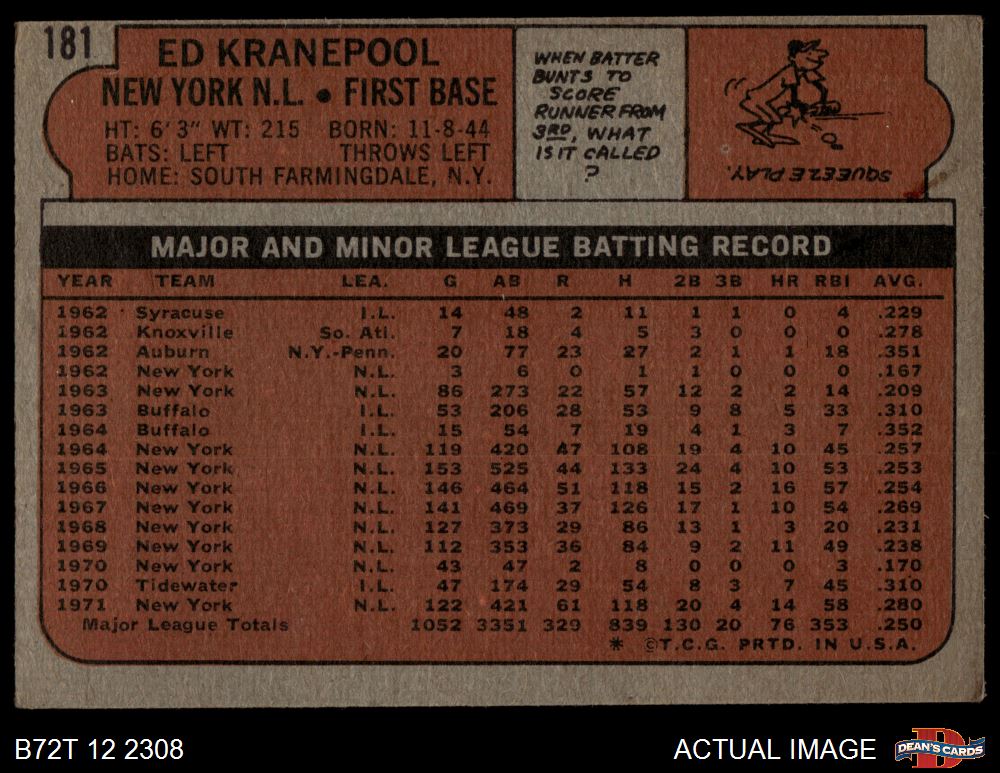 181
ED KRANEPOOL
NEW YORK N.L. • FIRST BASE
HT: 6' 3" WT: 215 BORN: 11-8-44
BATS: LEFT THROWS LEFT
HOME: SOUTH FARMINGDALE, N.Y.
WHEN BATTER
BUNTS TO
SCORE
RUNNER FROM
3RD, WHAT
IS IT CALLED
?
SQUEEZE PLAY.
MAJOR AND MINOR LEAGUE BATTING RECORD
YEAR TEAM LEA. G AB R H 2B 3B HR RBI AVG.
1962 Syracuse I.L. 14 48 2 11 1 1 0 4 .229
1962 Knoxville So. Atl. 7 18 4 5 3 0 0 0 .278
1962 Auburn N.Y.-Penn. 20 77 23 27 2 1 1 18 .351
1962 New York N.L. 3 6 0 1 1 0 0 0 .167
1963 New York N.L. 86 273 22 57 12 2 2 14 .209
1963 Buffalo I.L. 53 206 28 53 9 8 5 33 .310
1964 Buffalo I.L. 15 54 7 19 4 1 3 7 .352
1964 New York N.L. 119 420 47 108 19 4 10 45 .257
1965 New York N.L. 153 525 44 133 24 4 10 53 .253
1966 New York N.L. 146 464 51 118 15 2 16 57 .254
1967 New York N.L. 141 469 37 126 17 1 10 54 .269
1968 New York N.L. 127 373 29 86 13 1 3 20 .231
1969 New York N.L. 112 353 36 84 9 2 11 49 .238
1970 New York N.L. 43 47 2 8 0 0 0 3 .170
1970 Tidewater I.L. 47 174 29 54 8 3 7 45 .310
1971 New York N.L. 122 421 61 118 20 4 14 58 .280
Major League Totals 1052 3351 329 839 130 20 76 353 .250
* ©T.C.G. PRTD. IN U.S.A.
B72T 12 2308
ACTUAL IMAGE
D
DEAN'S CARDS